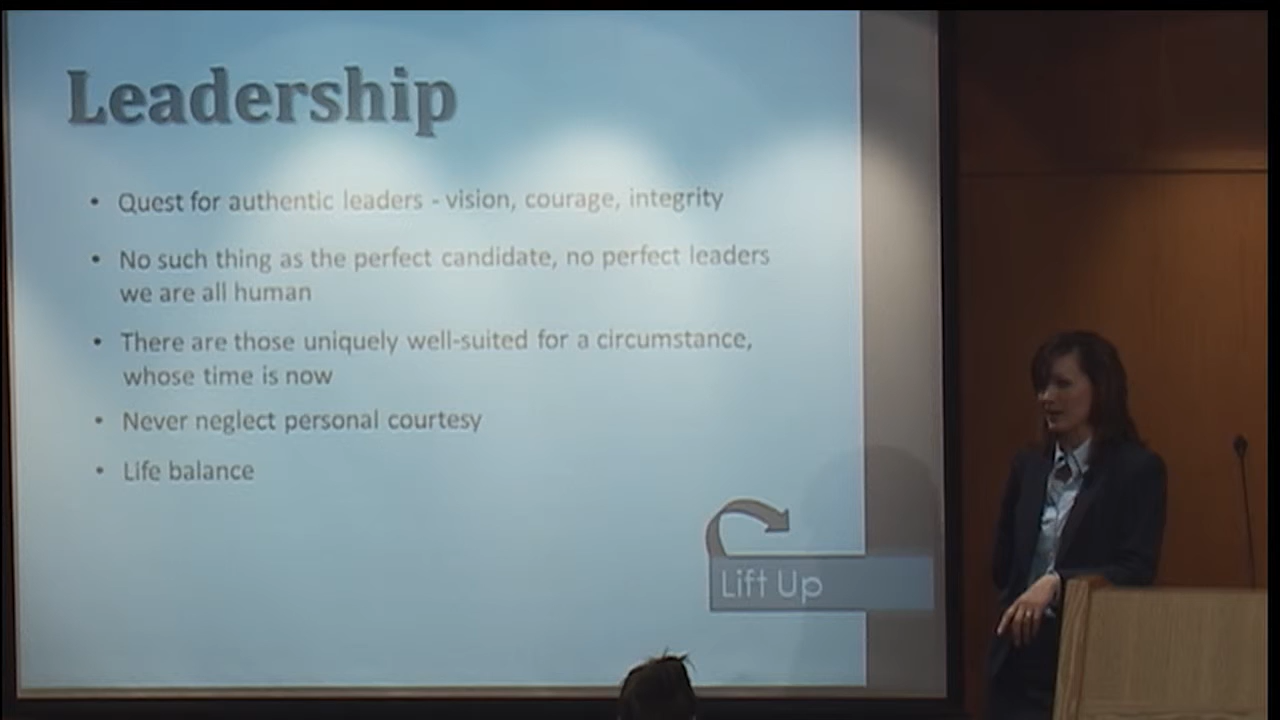 Leadership
• Quest for authentic leaders - vision, courage, integrity
• No such thing as the perfect candidate, no perfect leaders
we are all human
• There are those uniquely well-suited for a circumstance,
whose time is now
• Never neglect personal courtesy
• Life balance
Lift Up